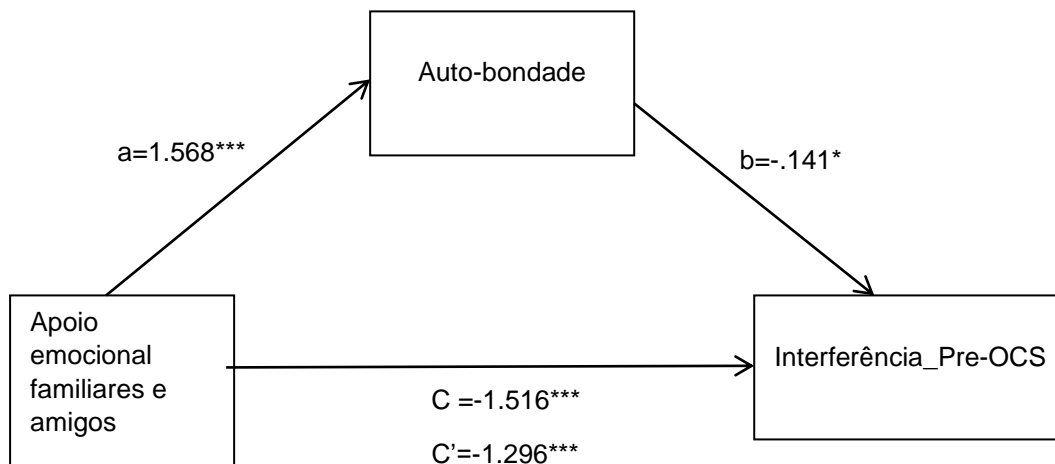 Auto-bondade
a=1.568***
b=-.141*
Apoio
emocional
familiares e
amigos
Interferência_Pre-OCS
C =-1.516***
C’=-1.296***